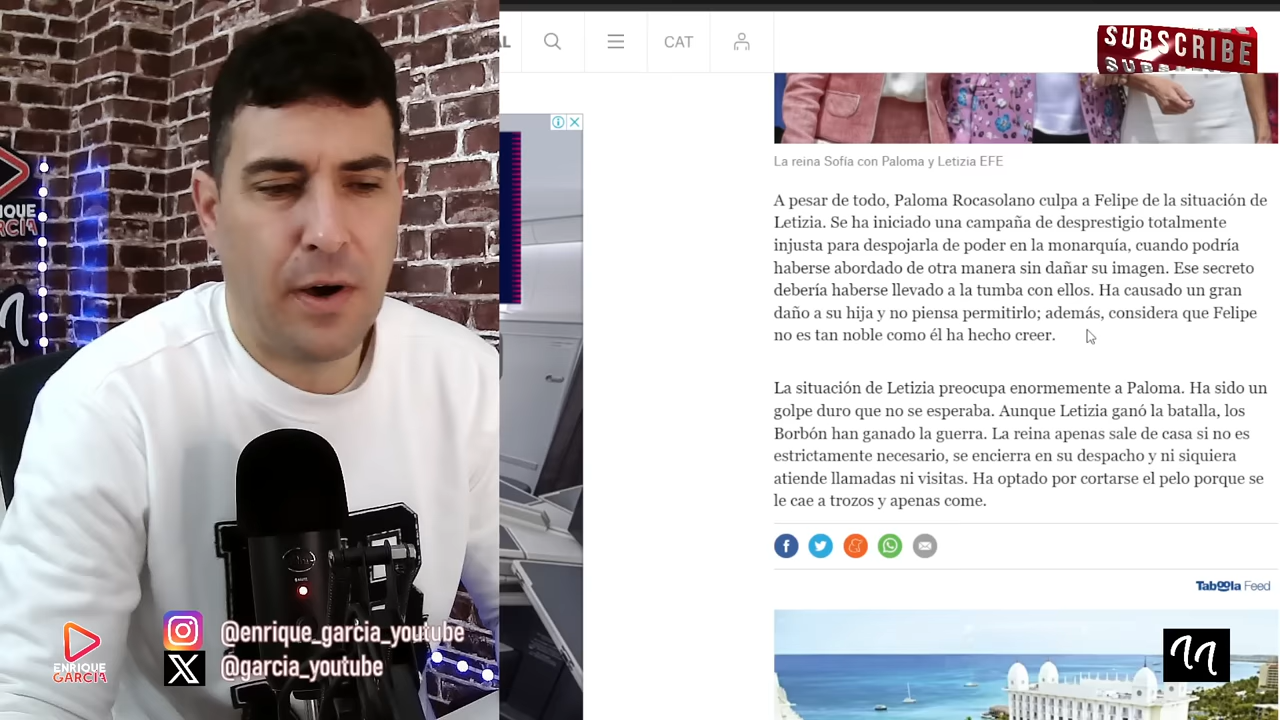 SUBSCRIBE
CAT
La reina Sofía con Paloma y Letizia EFE
A pesar de todo, Paloma Rocasolano culpa a Felipe de la situación de
Letizia. Se ha iniciado una campaña de desprestigio totalmente
injusta para despojarla de poder en la monarquía, cuando podría
haberse abordado de otra manera sin dañar su imagen. Ese secreto
debería haberse llevado a la tumba con ellos. Ha causado un gran
daño a su hija y no piensa permitirlo; además, considera que Felipe
no es tan noble como él ha hecho creer.
La situación de Letizia preocupa enormemente a Paloma. Ha sido un
golpe duro que no se esperaba. Aunque Letizia ganó la batalla, los
Borbón han ganado la guerra. La reina apenas sale de casa si no es
estrictamente necesario, se encierra en su despacho y ni siquiera
atiende llamadas ni visitas. Ha optado por cortarse el pelo porque se
le cae a trozos y apenas come.
Taboola Feed
@enrique_garcia_youtube
@garcia_youtube
ENRIQUE
GARCIA